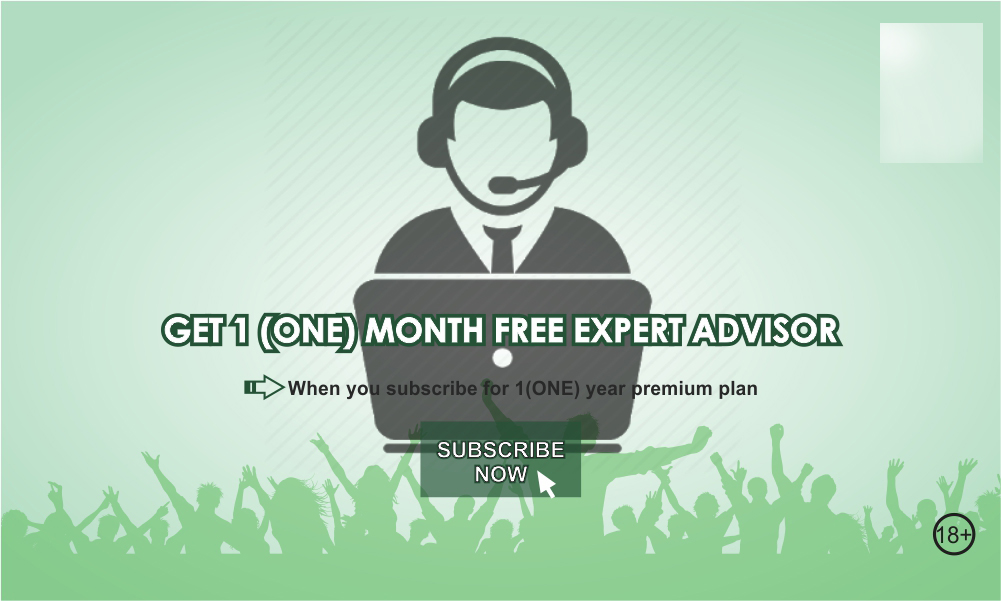 GET 1 (ONE) MONTH FREE EXPERT ADVISOR
When you subscribe for 1(ONE) year premium plan
SUBSCRIBE
NOW
18+